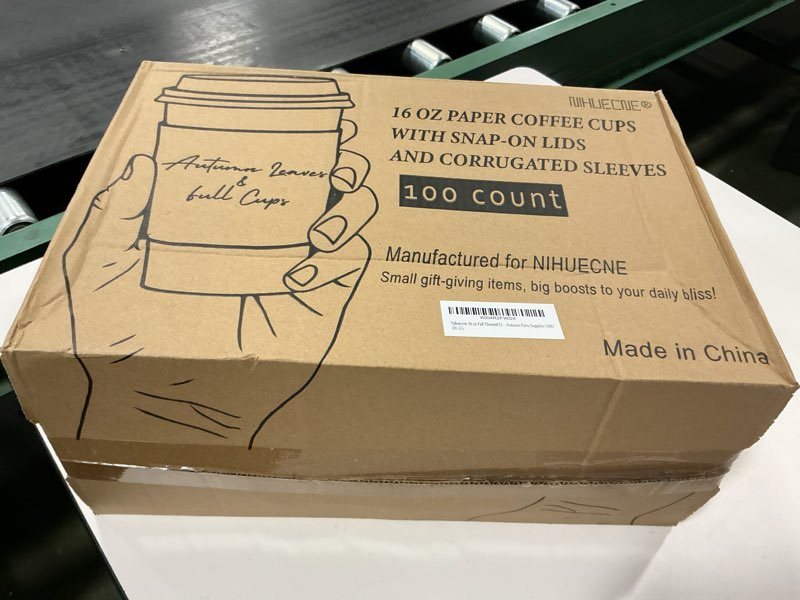 NIHUECNE®
16 OZ PAPER COFFEE CUPS
WITH SNAP-ON LIDS
AND CORRUGATED SLEEVES
100 count
Autumn Leaves
&
full Cups
Manufactured for NIHUECNE
Small gift-giving items, big boosts to your daily bliss!
Made in China